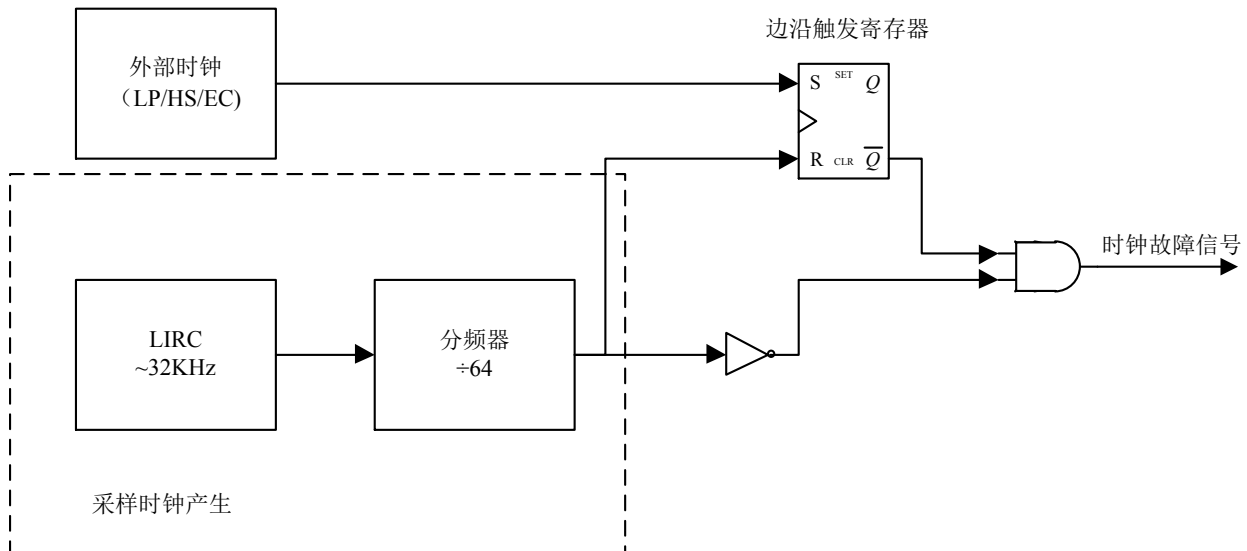 边沿触发寄存器
外部时钟
（LP/HS/EC)
S SET Q
R CLR Q
时钟故障信号
LIRC
~32KHz
分频器
÷64
采样时钟产生